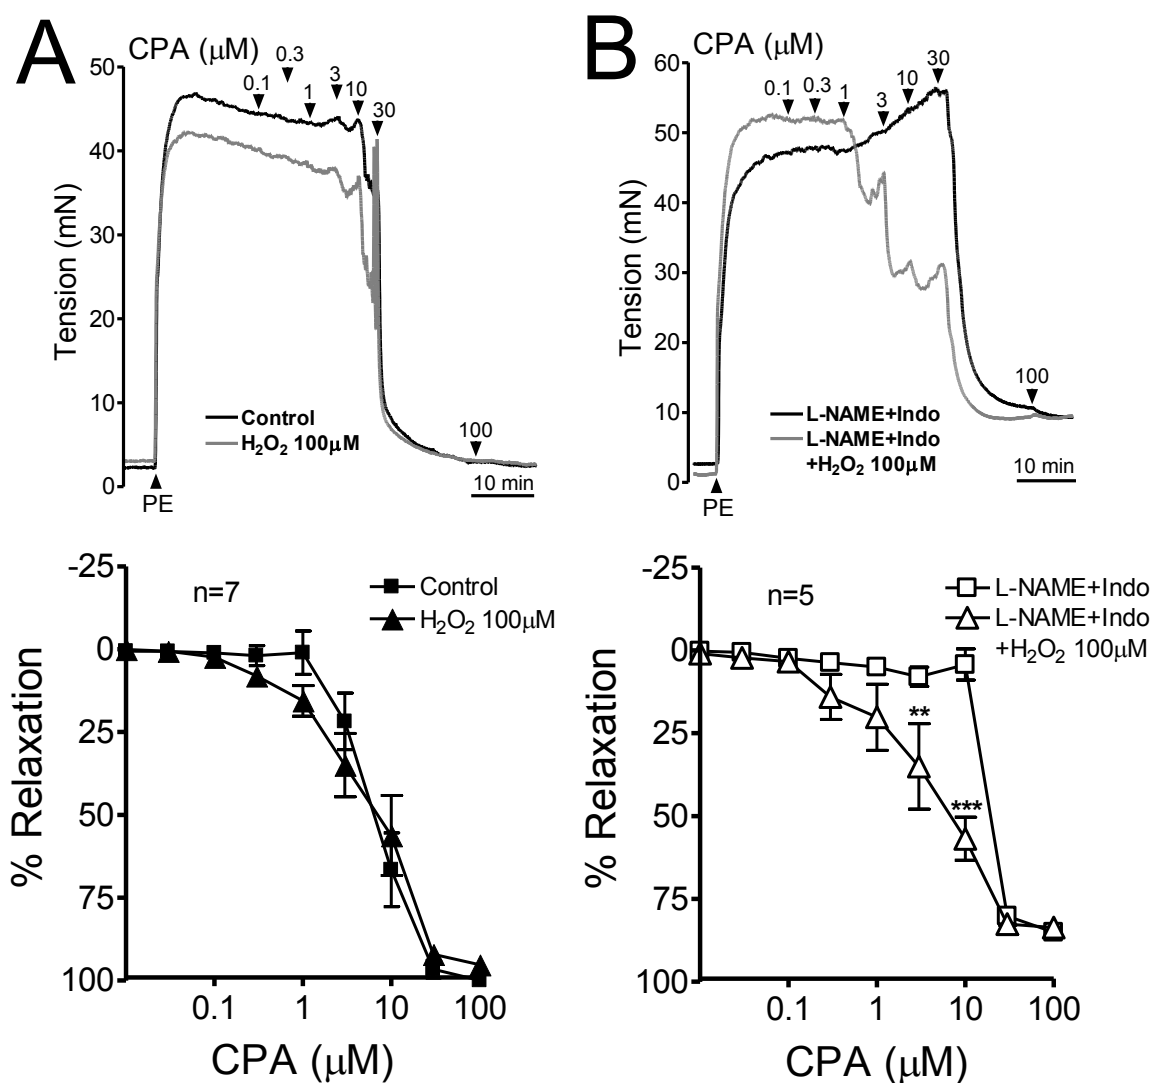 A
CPA (μM)
0.3
0.1
1
3
10
30
50
40
30
20
10
0
Tension (mN)
Control
H₂O₂ 100μM
100
10 min
PE
B
CPA (μM)
0.1
0.3
1
3
10
30
60
50
40
30
20
10
0
Tension (mN)
L-NAME+Indo
L-NAME+Indo
+H₂O₂ 100μM
100
10 min
PE
-25
0
25
50
75
100
% Relaxation
n=7
Control
H₂O₂ 100μM
0.1
1
10
100
CPA (μM)
-25
0
25
50
75
100
% Relaxation
n=5
L-NAME+Indo
L-NAME+Indo
+H₂O₂ 100μM
**
***
0.1
1
10
100
CPA (μM)